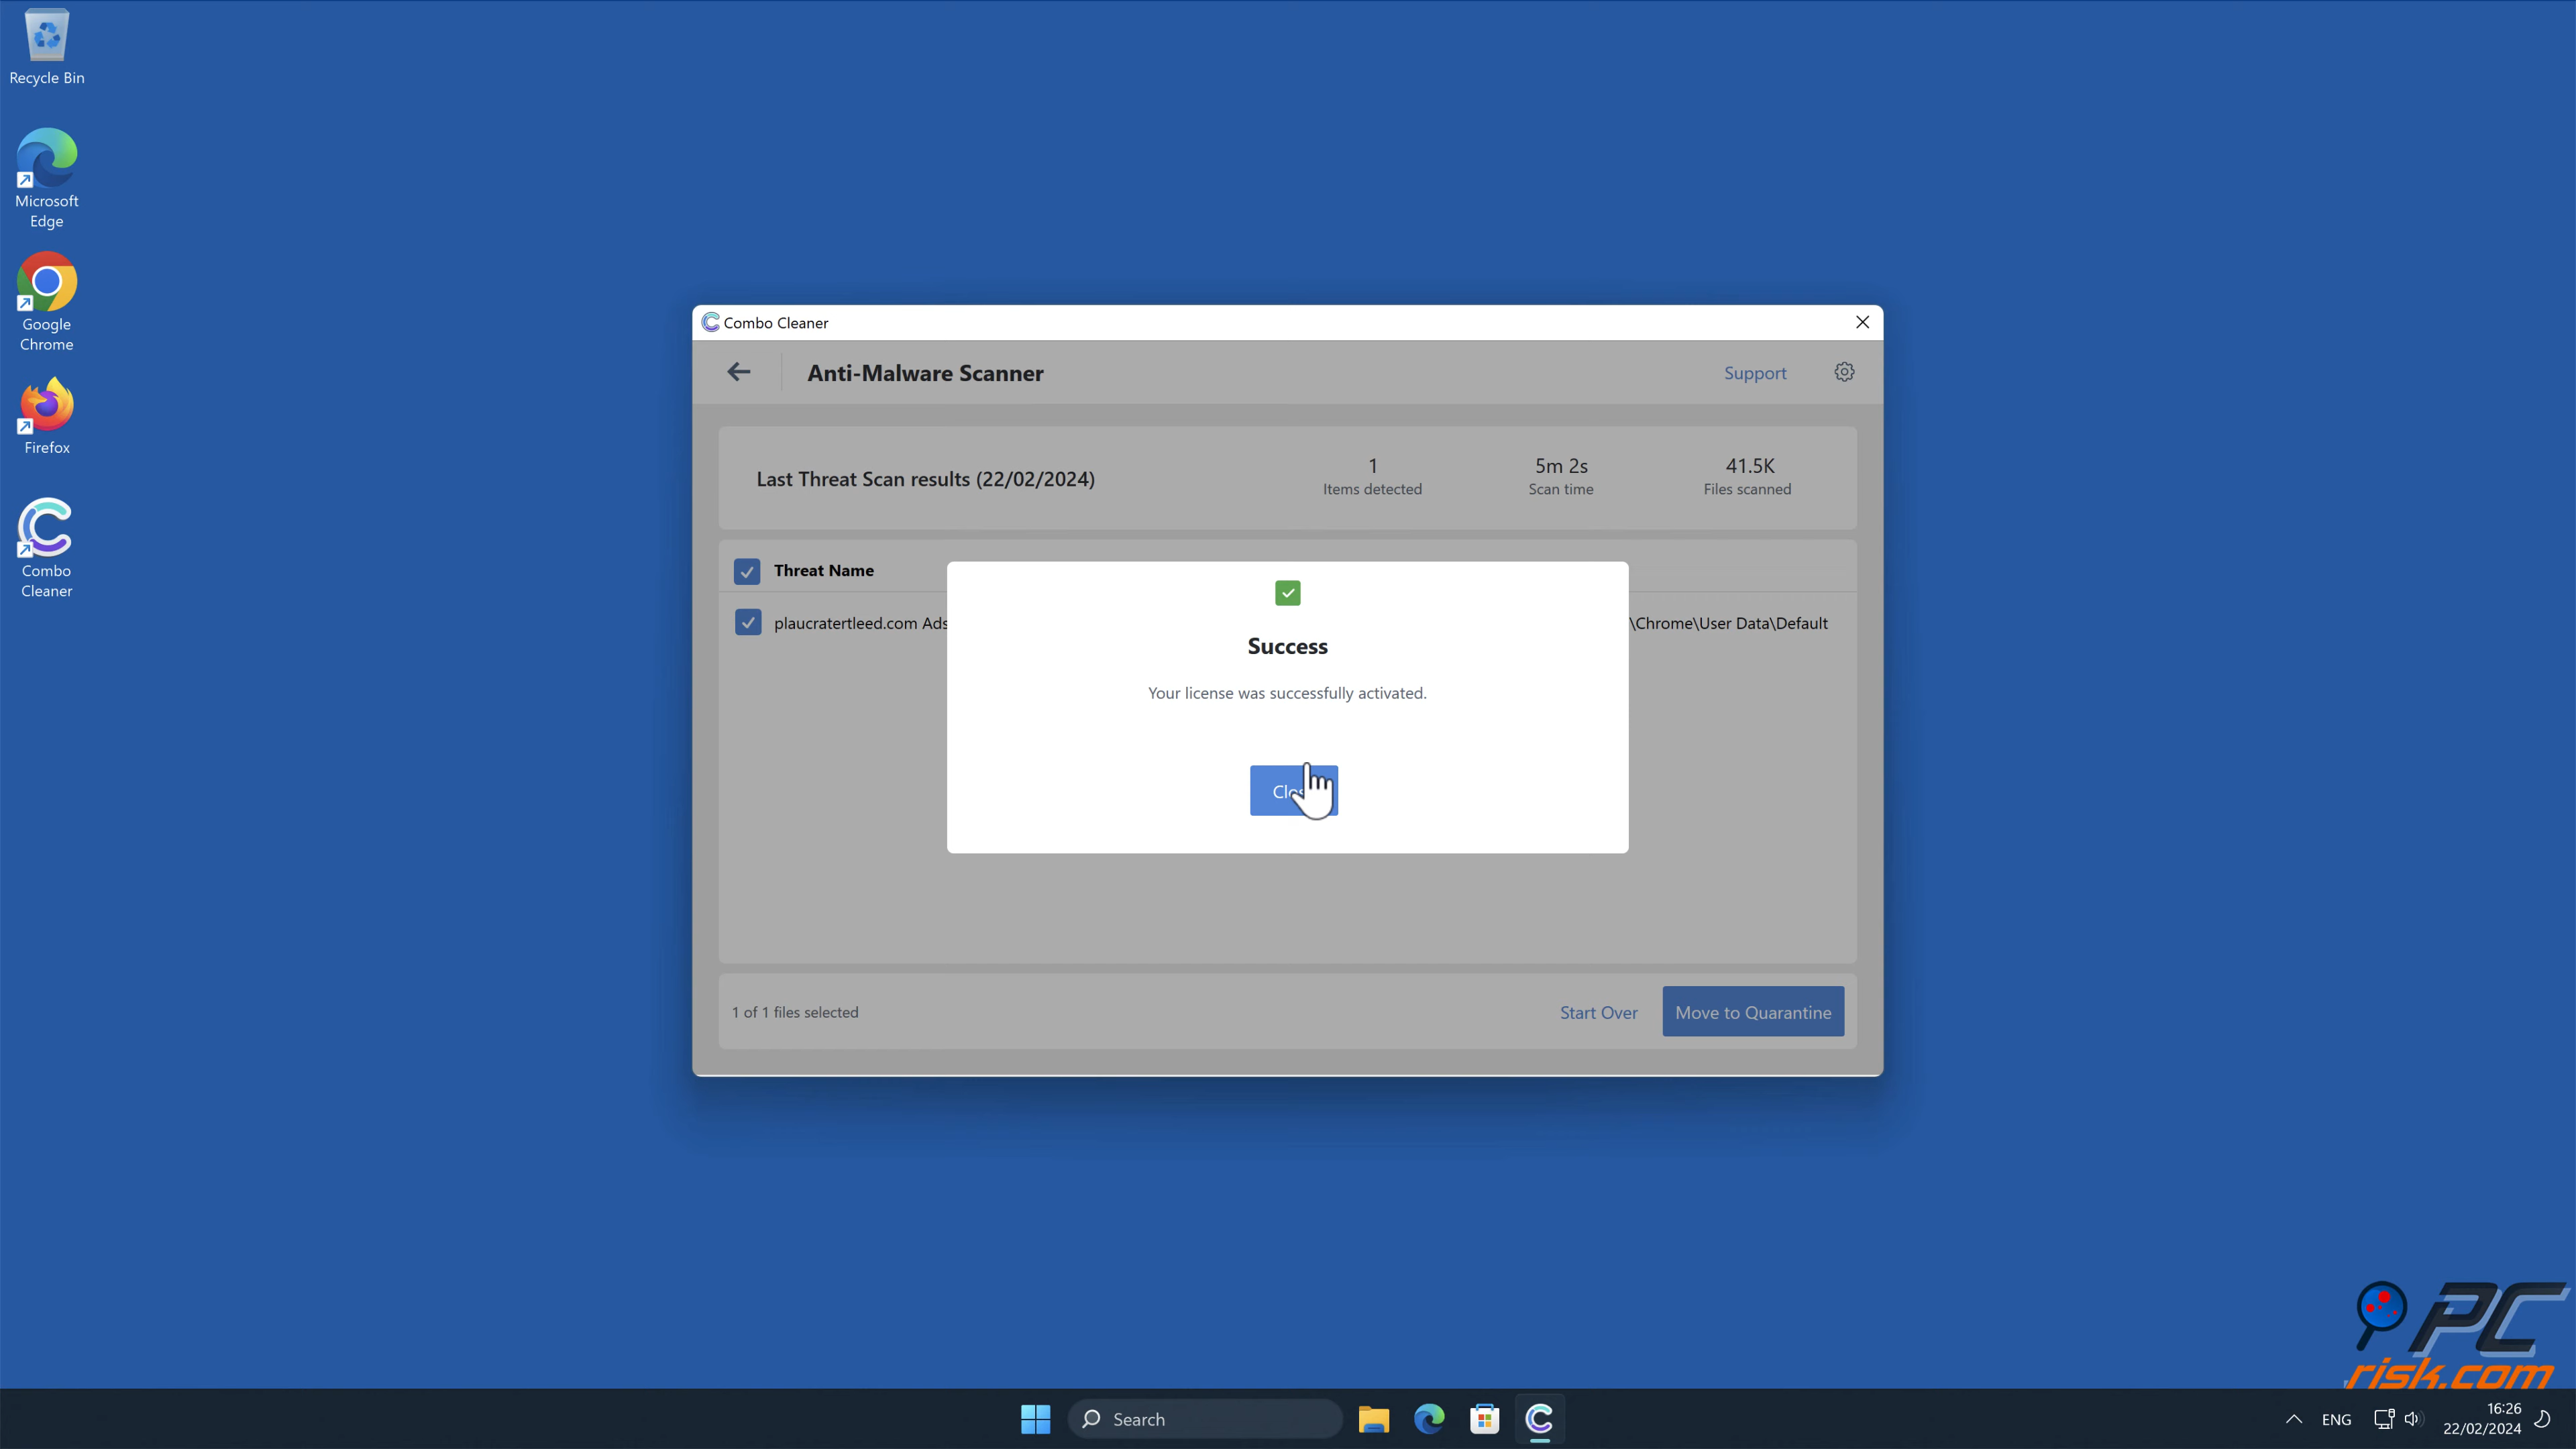 Recycle Bin
Microsoft
Edge
Google
Chrome
Firefox
Combo
Cleaner
Combo Cleaner
Anti-Malware Scanner
Support
Last Threat Scan results (22/02/2024)
1
Items detected
5m 2s
Scan time
41.5K
Files scanned
Threat Name
plaucratertleed.com Ads
\Chrome\User Data\Default
Success
Your license was successfully activated.
1 of 1 files selected
Start Over
Move to Quarantine
PC
risk.com
Search
ENG
16:26
22/02/2024